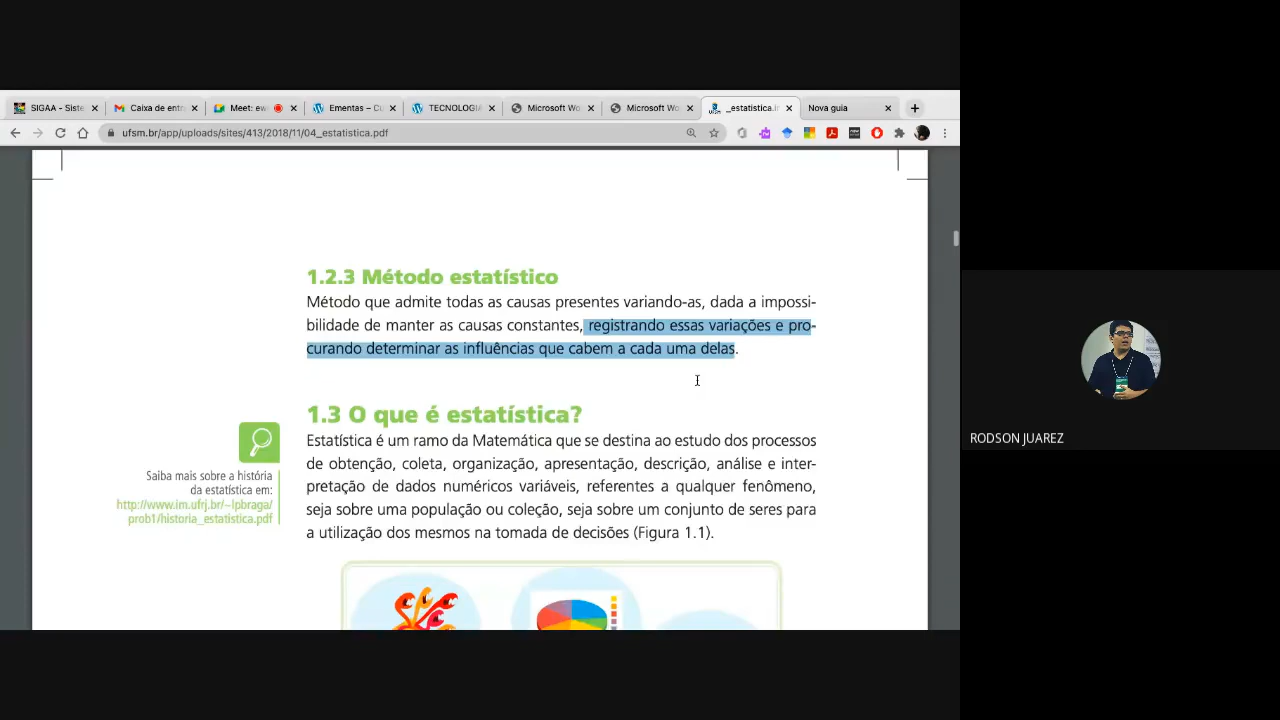 SIGAA - Siste
Caixa de entr
Meet: ew
Ementas – Cu
TECNOLOGIA
Microsoft Wo
Microsoft Wo
_estatistica.in
Nova guia
ufsm.br/app/uploads/sites/413/2018/11/04_estatistica.pdf
1.2.3 Método estatístico
Método que admite todas as causas presentes variando-as, dada a impossi-
bilidade de manter as causas constantes, registrando essas variações e pro-
curando determinar as influências que cabem a cada uma delas.
1.3 O que é estatística?
Estatística é um ramo da Matemática que se destina ao estudo dos processos
de obtenção, coleta, organização, apresentação, descrição, análise e inter-
pretação de dados numéricos variáveis, referentes a qualquer fenômeno,
seja sobre uma população ou coleção, seja sobre um conjunto de seres para
a utilização dos mesmos na tomada de decisões (Figura 1.1).
Saiba mais sobre a história
da estatística em:
http://www.im.ufrj.br/~lpbraga/
prob1/historia_estatistica.pdf
RODSON JUAREZ